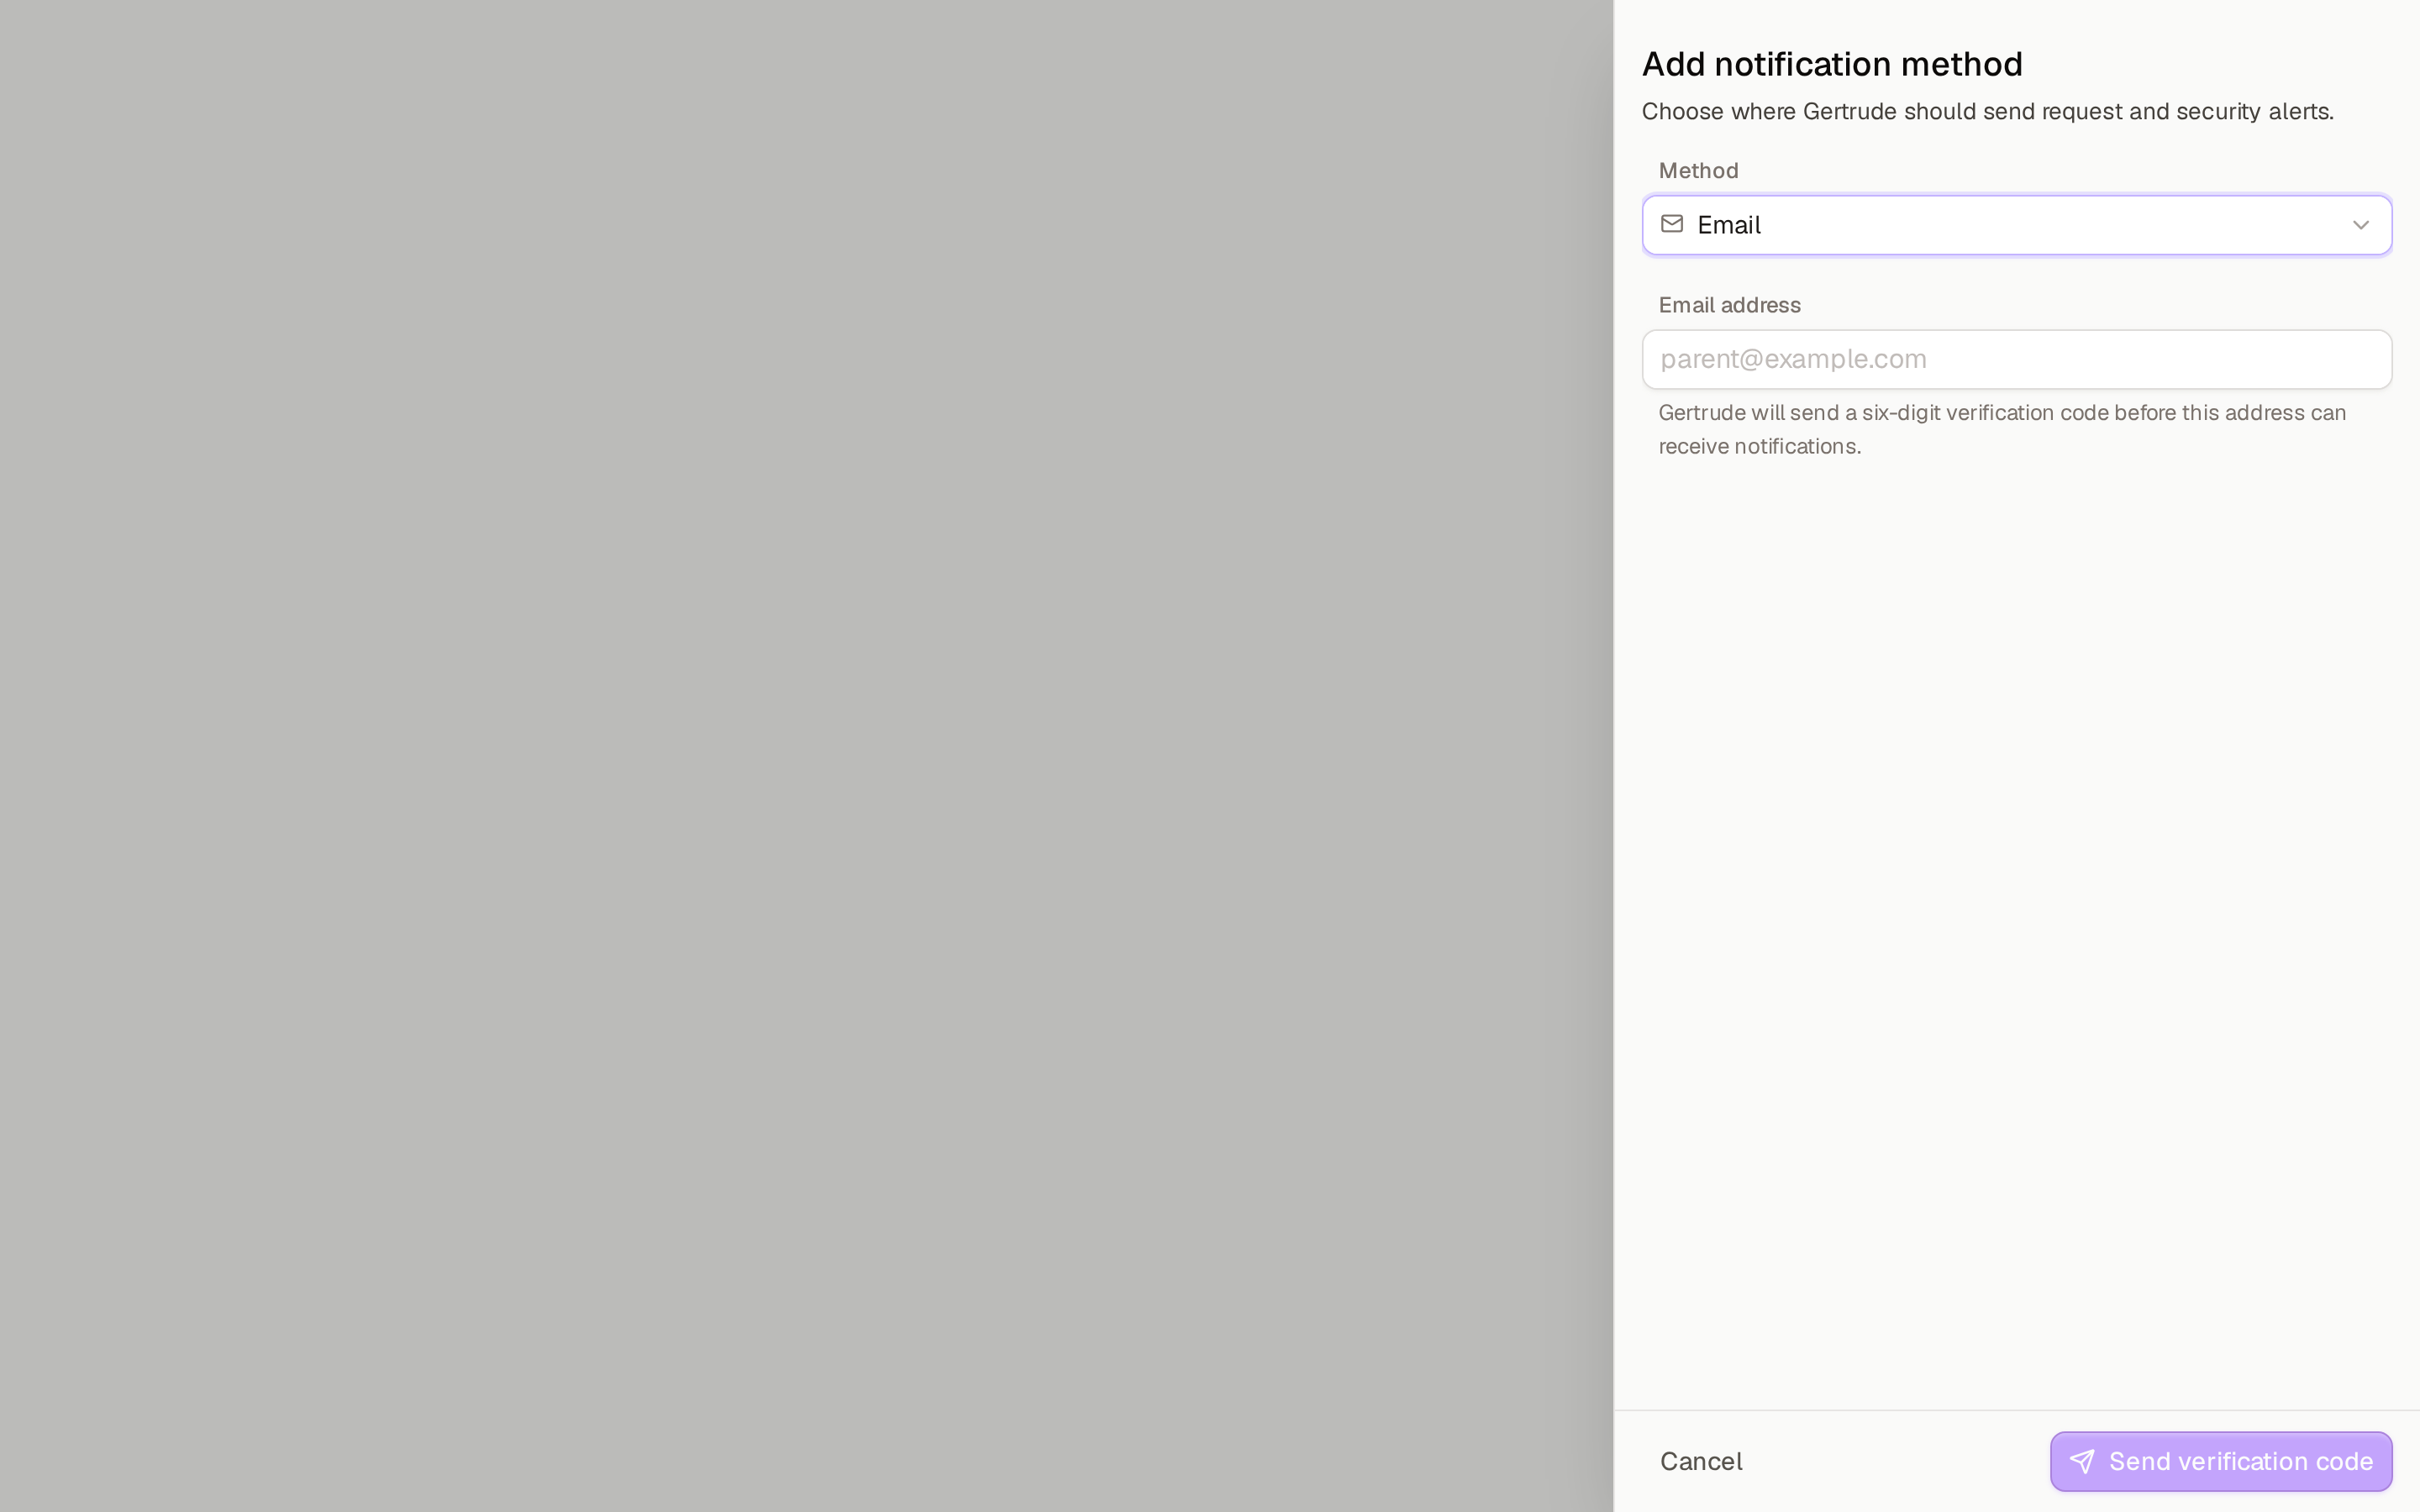 Add notification method
Choose where Gertrude should send request and security alerts.
Method
Email
Email address
parent@example.com
Gertrude will send a six-digit verification code before this address can
receive notifications.
Cancel
Send verification code